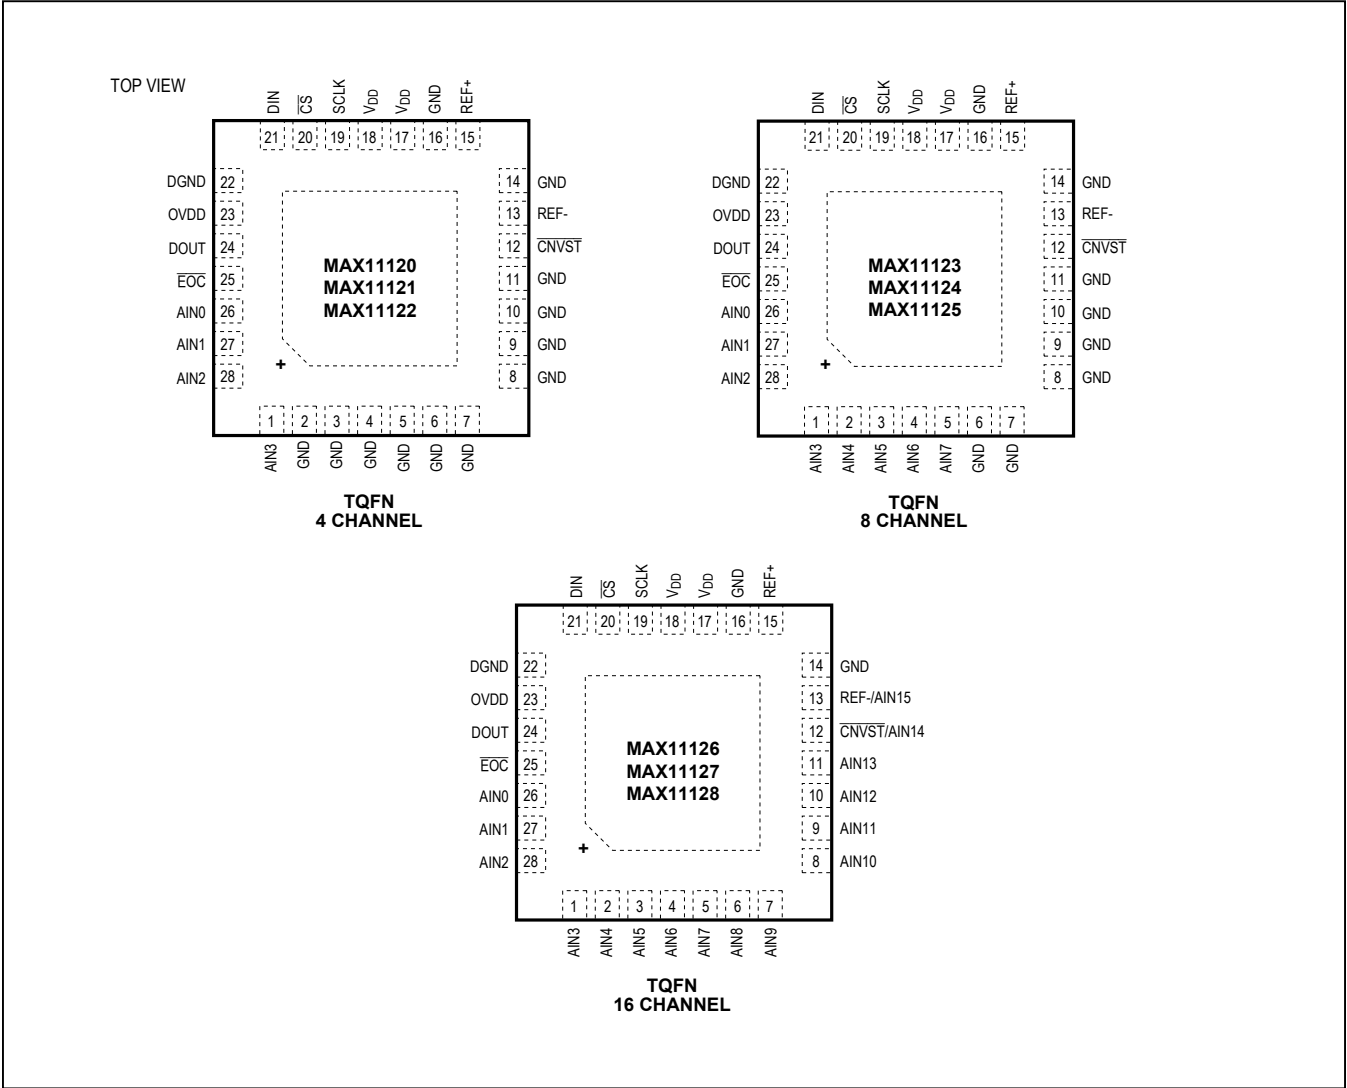 TOP VIEW
DIN CS SCLK VDD VDD GND REF+
21 20 19 18 17 16 15
DGND 22 14 GND
OVDD 23 13 REF-
DOUT 24 12 CNVST
EOC 25 11 GND
AIN0 26 10 GND
AIN1 27 9 GND
AIN2 28 8 GND
MAX11120
MAX11121
MAX11122
+
1 2 3 4 5 6 7
AIN3 GND GND GND GND GND GND
TQFN
4 CHANNEL
DIN CS SCLK VDD VDD GND REF+
21 20 19 18 17 16 15
DGND 22 14 GND
OVDD 23 13 REF-
DOUT 24 12 CNVST
EOC 25 11 GND
AIN0 26 10 GND
AIN1 27 9 GND
AIN2 28 8 GND
MAX11123
MAX11124
MAX11125
+
1 2 3 4 5 6 7
AIN3 AIN4 AIN5 AIN6 AIN7 GND GND
TQFN
8 CHANNEL
DIN CS SCLK VDD VDD GND REF+
21 20 19 18 17 16 15
DGND 22 14 GND
OVDD 23 13 REF-/AIN15
DOUT 24 12 CNVST/AIN14
EOC 25 11 AIN13
AIN0 26 10 AIN12
AIN1 27 9 AIN11
AIN2 28 8 AIN10
MAX11126
MAX11127
MAX11128
+
1 2 3 4 5 6 7
AIN3 AIN4 AIN5 AIN6 AIN7 AIN8 AIN9
TQFN
16 CHANNEL